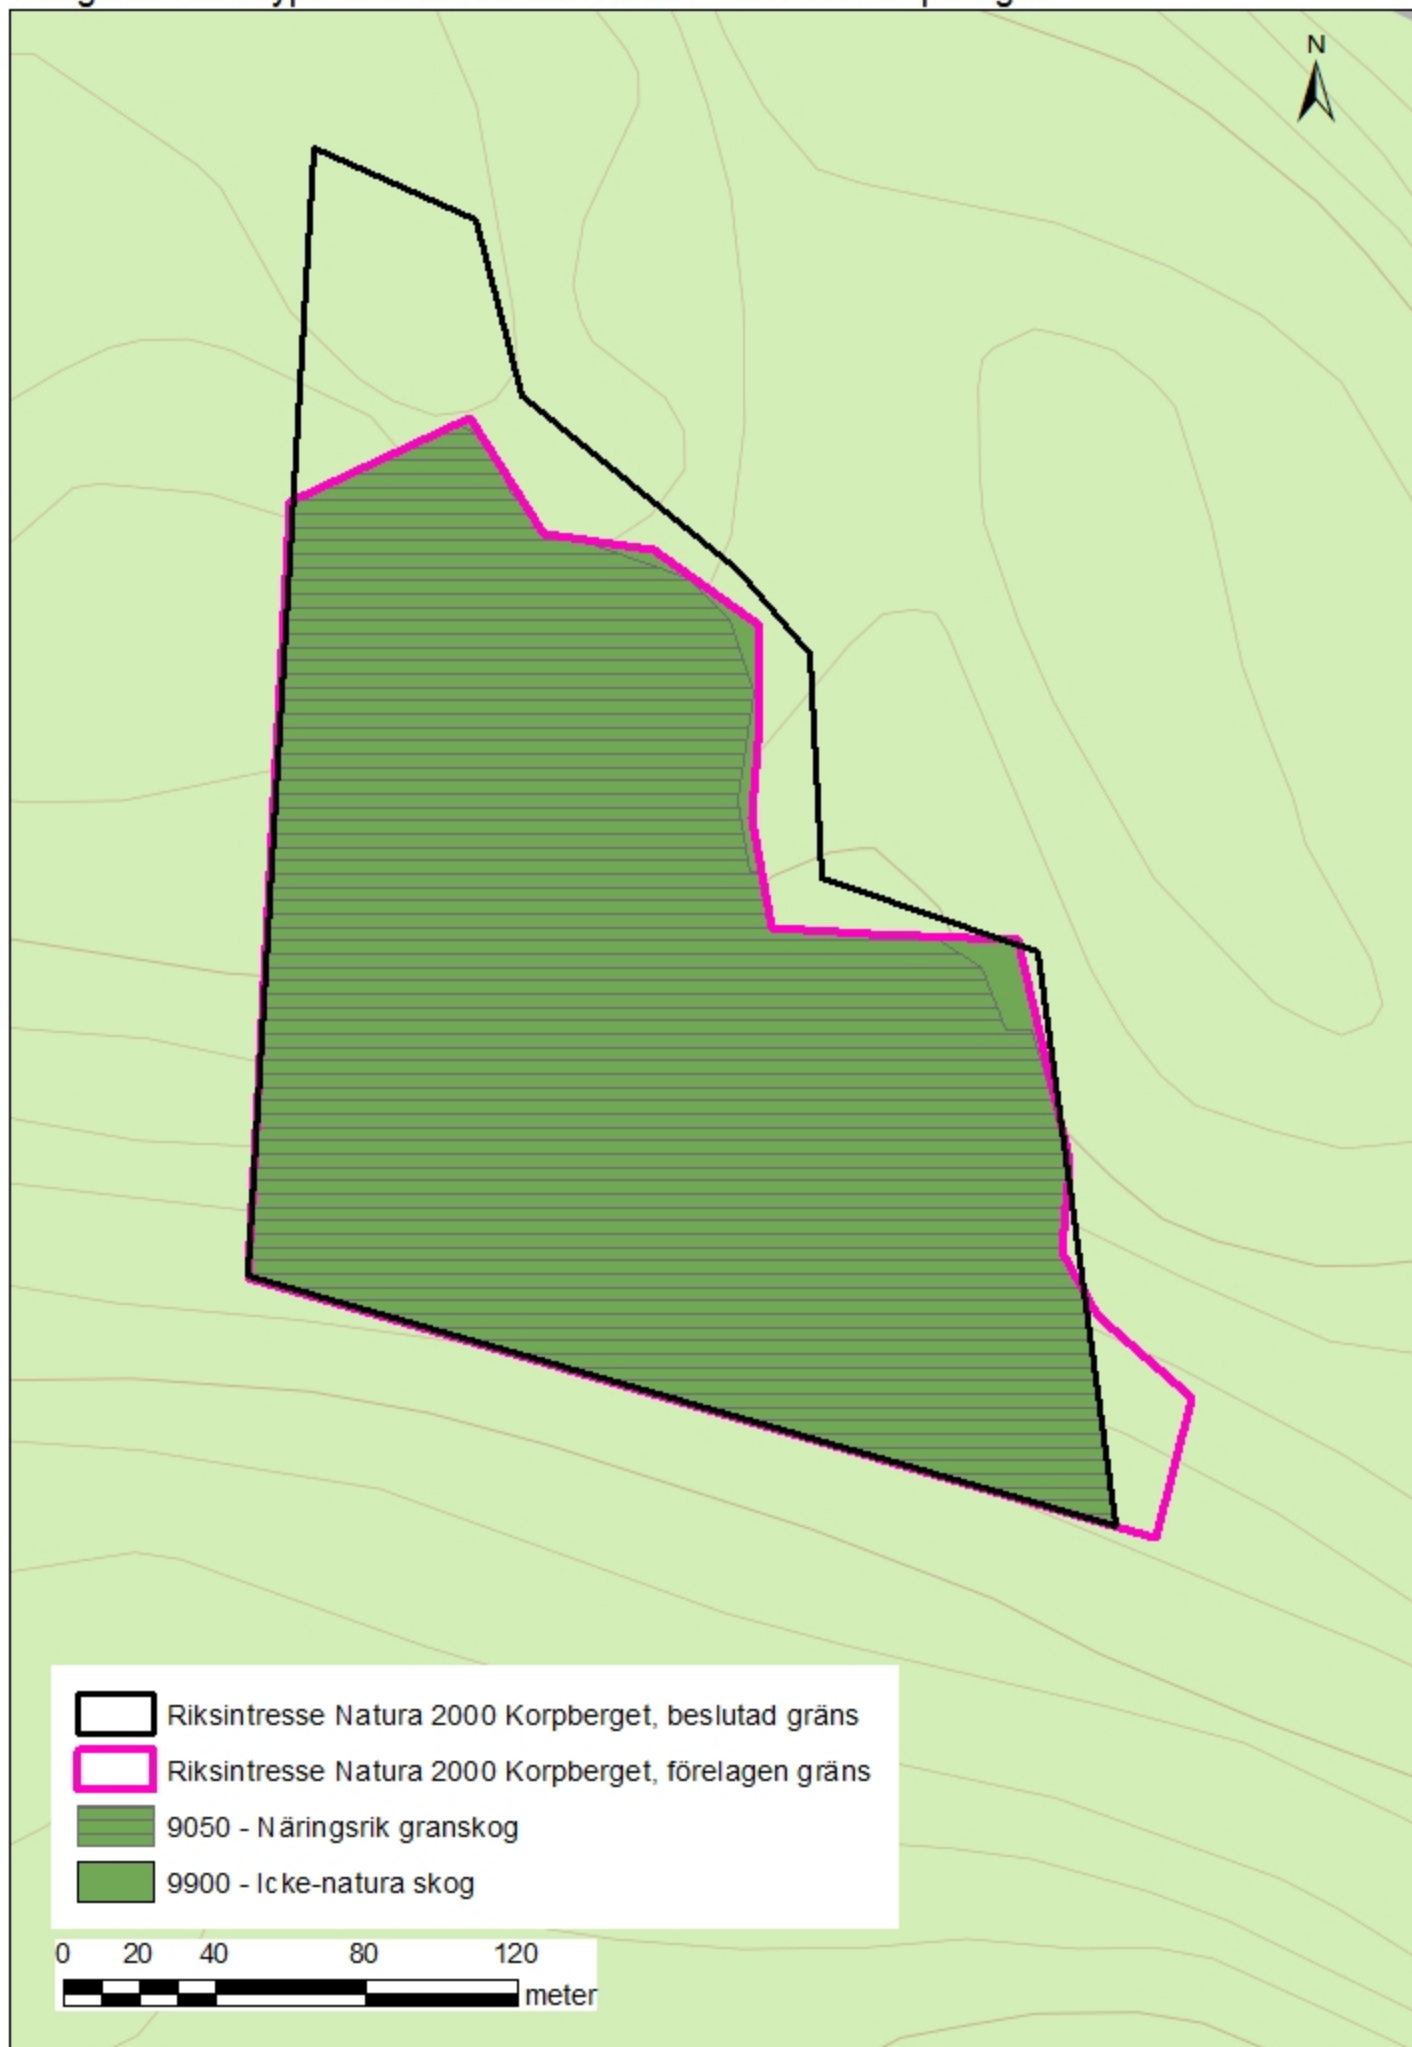 N
Riksintresse Natura 2000 Korpberget, beslutad gräns
Riksintresse Natura 2000 Korpberget, förelagen gräns
9050 - Näringsrik granskog
9900 - Icke-natura skog
0 20 40 80 120
meter